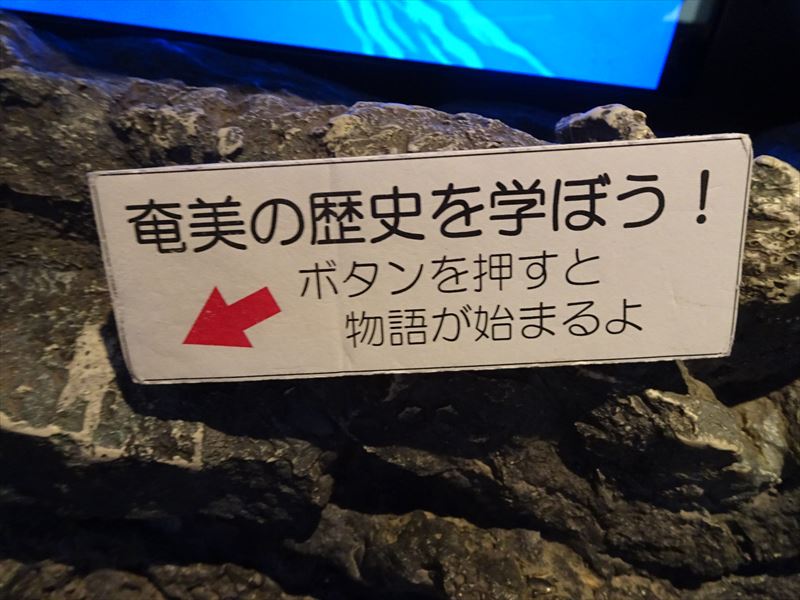 奄美の歴史を学ぼう！
ボタンを押すと
物語が始まるよ